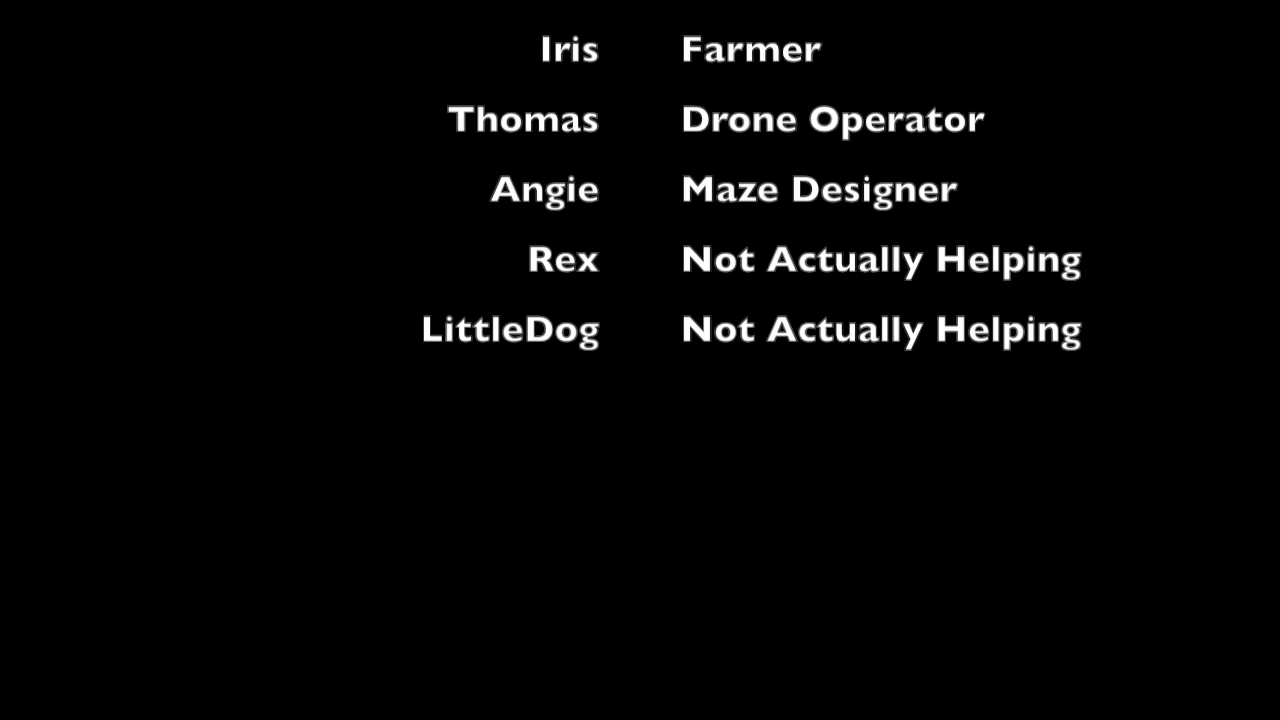 Iris Farmer
Thomas Drone Operator
Angie Maze Designer
Rex Not Actually Helping
LittleDog Not Actually Helping